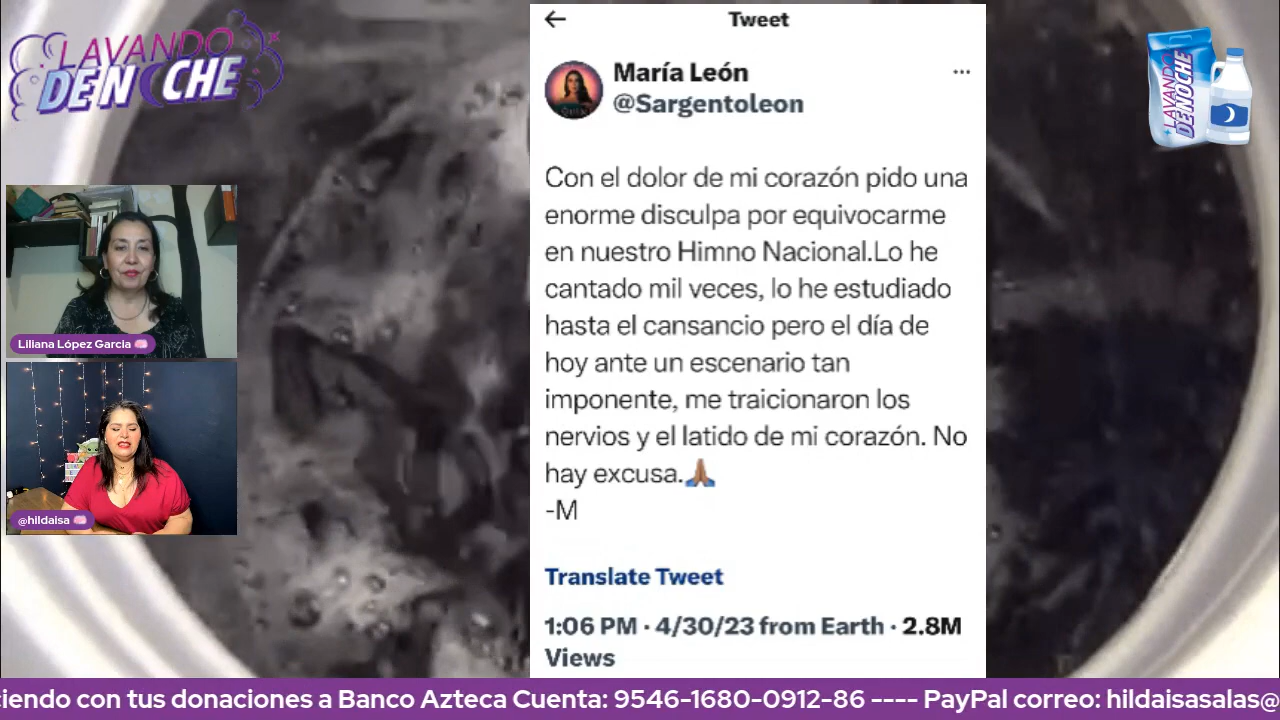 LAVANDO
DE NOCHE
Tweet
LAVANDO
DE NOCHE
María León
@Sargentoleon
Con el dolor de mi corazón pido una
enorme disculpa por equivocarme
en nuestro Himno Nacional.Lo he
cantado mil veces, lo he estudiado
hasta el cansancio pero el día de
hoy ante un escenario tan
imponente, me traicionaron los
nervios y el latido de mi corazón. No
hay excusa.🙏🏽
-M
Translate Tweet
1:06 PM · 4/30/23 from Earth · 2.8M
Views
Liliana López Garcia 🧠
@hildaisa 🧠
ciendo con tus donaciones a Banco Azteca Cuenta: 9546-1680-0912-86 ---- PayPal correo: hildaisasalas@